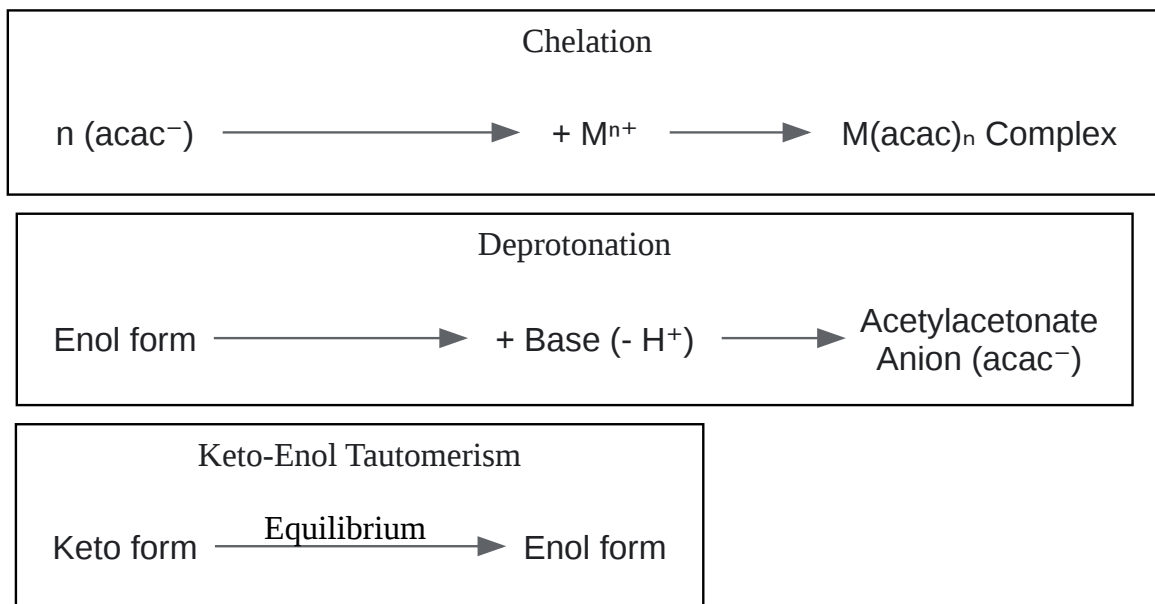 Chelation
n (acac⁻) + Mⁿ⁺ M(acac)ₙ Complex
Deprotonation
Enol form + Base (- H⁺) Acetylacetonate
Anion (acac⁻)
Keto-Enol Tautomerism
Equilibrium
Keto form Enol form